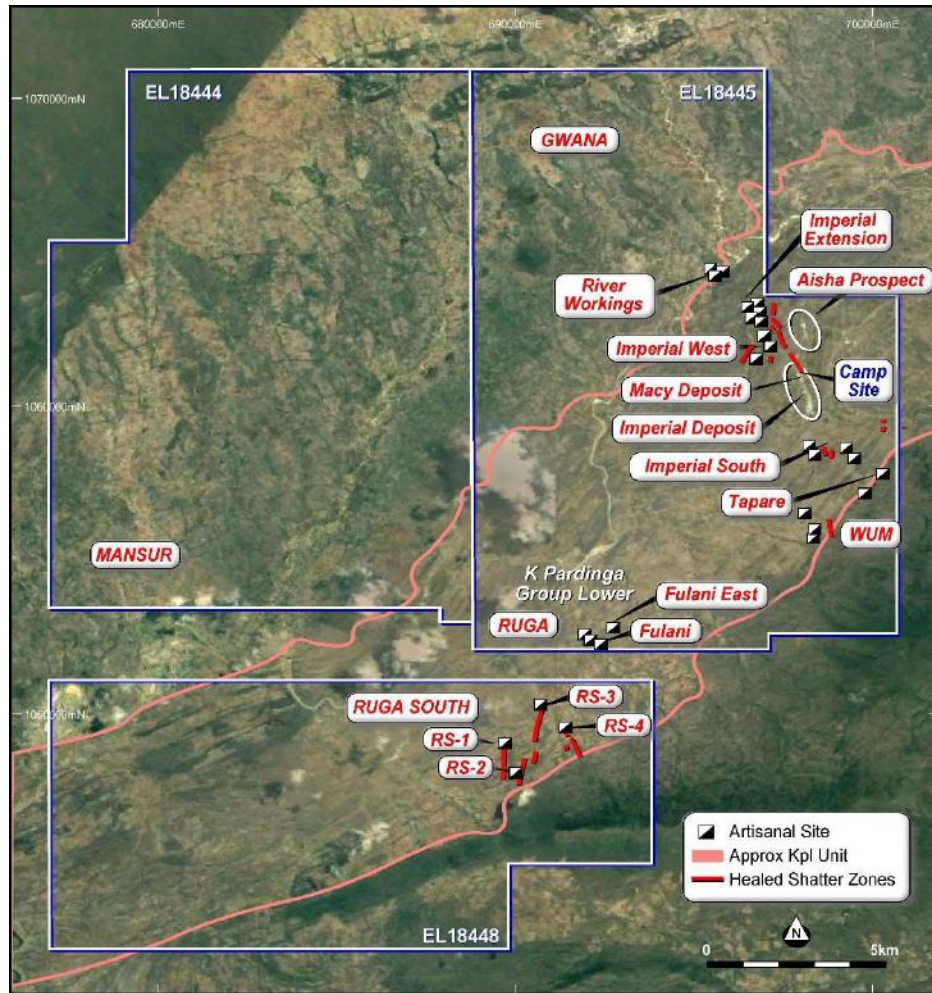 680000mE
690000mE
700000mE
1070000mN
EL18444
EL18445
GWANA
Imperial
Extension
Aisha Prospect
River
Workings
Imperial West
Camp
Site
Macy Deposit
1060000mN
Imperial Deposit
Imperial South
Tapare
WUM
MANSUR
K Pardinga
Group Lower
Fulani East
RUGA
Fulani
RS-3
RUGA SOUTH
1050000mN
RS-4
RS-1
RS-2
Artisanal Site
Approx Kpl Unit
Healed Shatter Zones
EL18448
N
0
5km